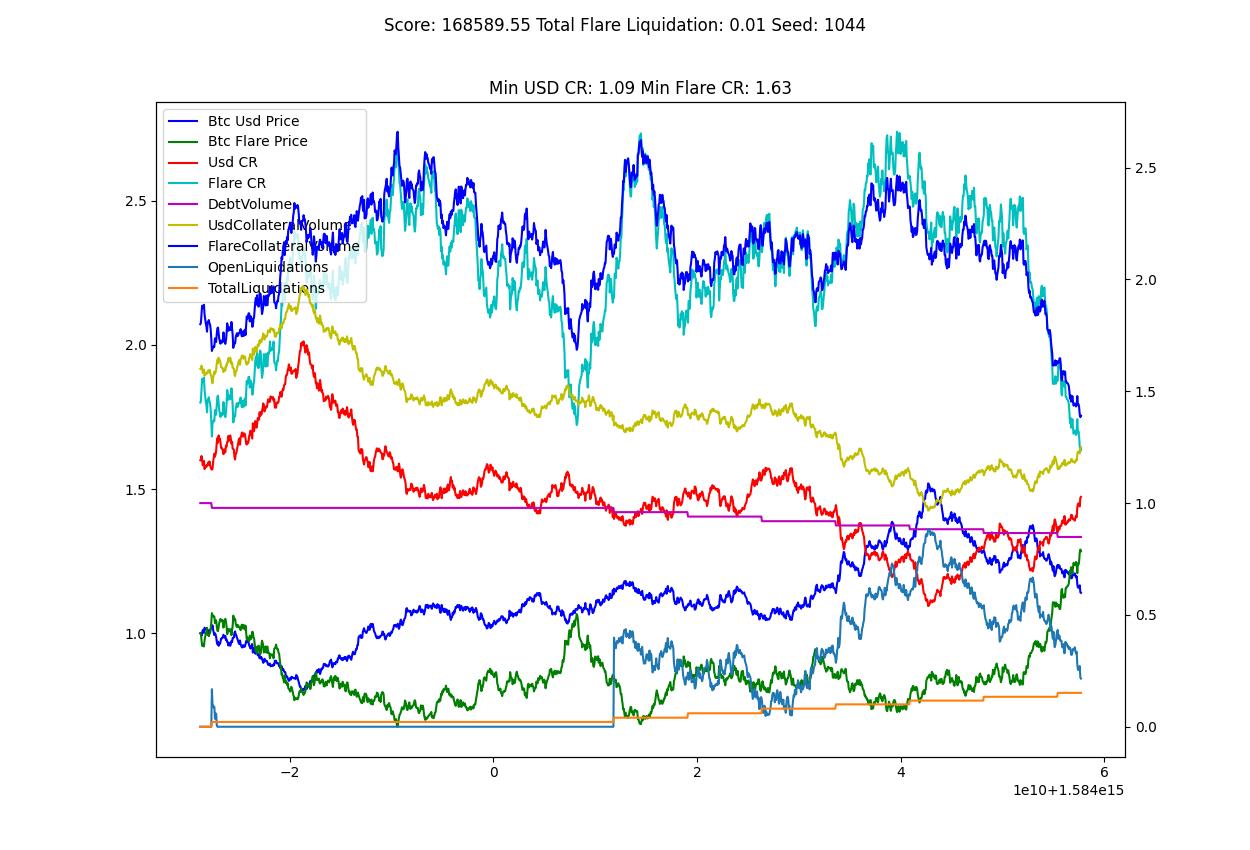 Score: 168589.55 Total Flare Liquidation: 0.01 Seed: 1044
Min USD CR: 1.09 Min Flare CR: 1.63
Btc Usd Price
Btc Flare Price
Usd CR
Flare CR
DebtVolume
UsdCollateralVolume
FlareCollateralVolume
OpenLiquidations
TotalLiquidations
2.5
2.0
1.5
1.0
2.5
2.0
1.5
1.0
0.5
0.0
−2 0 2 4 6
1e10+1.584e15